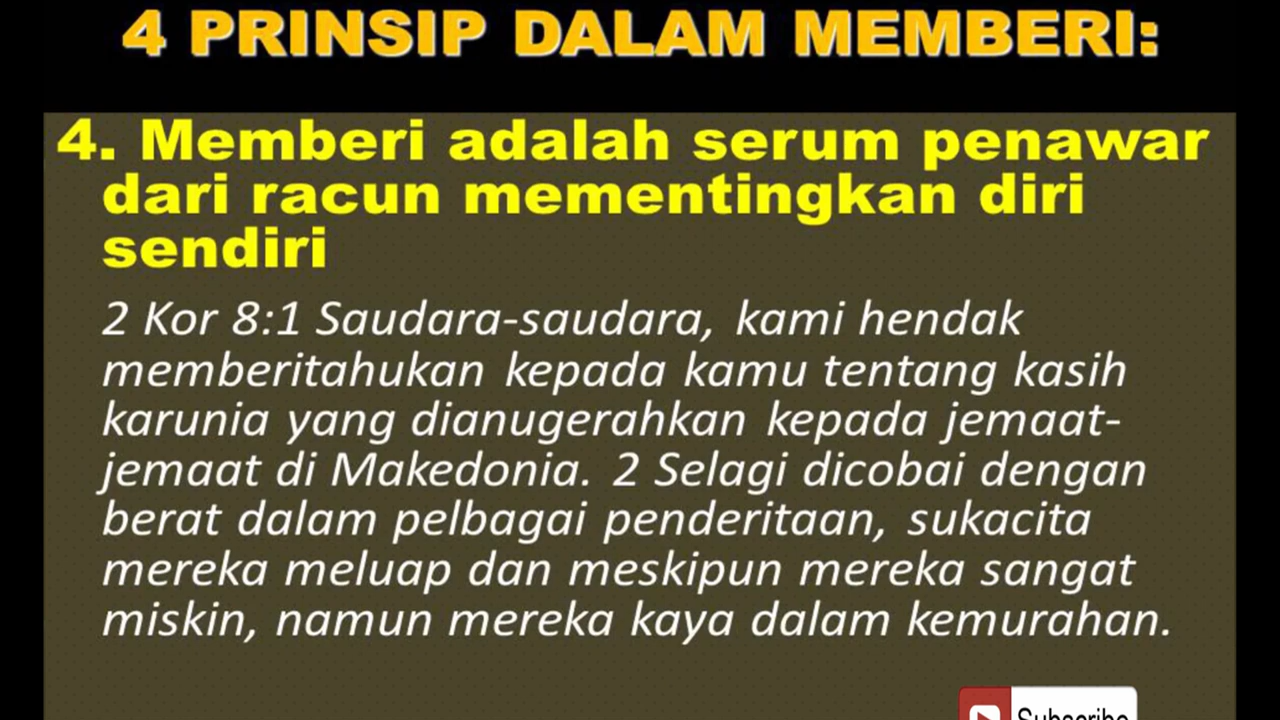 4 PRINSIP DALAM MEMBERI:
4. Memberi adalah serum penawar
dari racun mementingkan diri
sendiri
2 Kor 8:1 Saudara-saudara, kami hendak
memberitahukan kepada kamu tentang kasih
karunia yang dianugerahkan kepada jemaat-
jemaat di Makedonia. 2 Selagi dicobai dengan
berat dalam pelbagai penderitaan, sukacita
mereka meluap dan meskipun mereka sangat
miskin, namun mereka kaya dalam kemurahan.
Subscribe